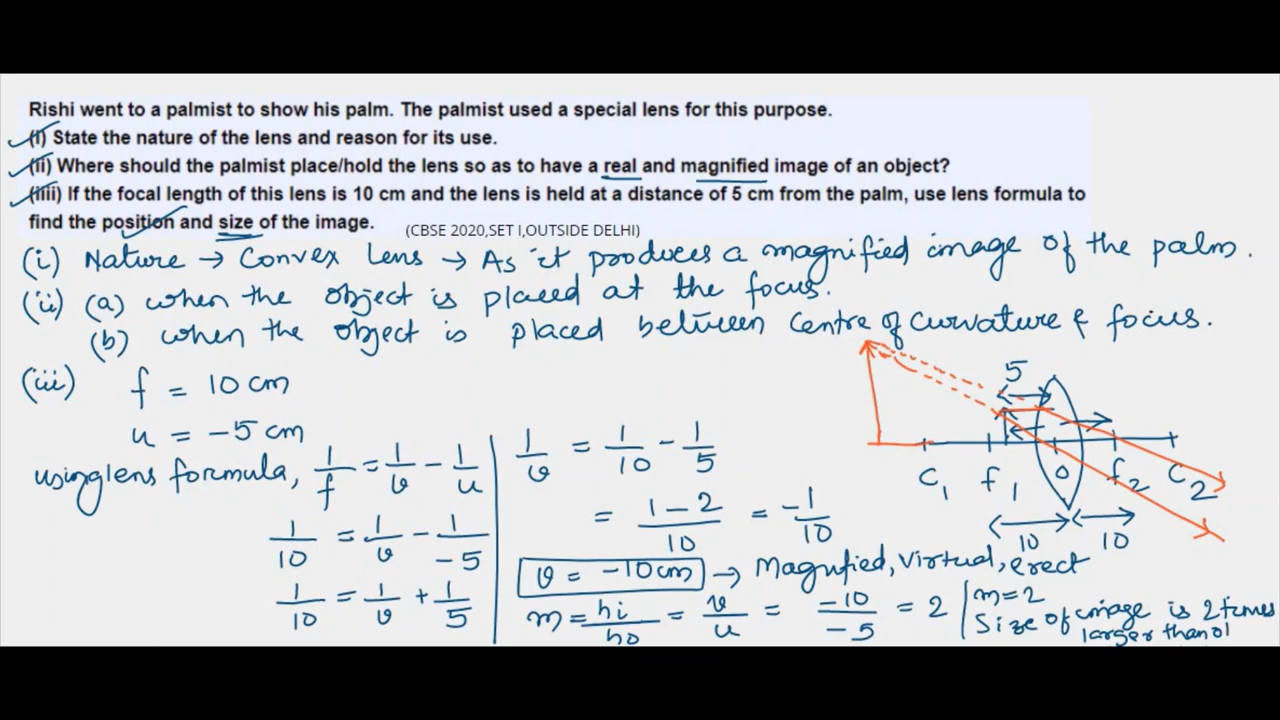 Rishi went to a palmist to show his palm. The palmist used a special lens for this purpose.
(i) State the nature of the lens and reason for its use.
(ii) Where should the palmist place/hold the lens so as to have a real and magnified image of an object?
(iii) If the focal length of this lens is 10 cm and the lens is held at a distance of 5 cm from the palm, use lens formula to
find the position and size of the image.
(CBSE 2020,SET I,OUTSIDE DELHI)
(i) Nature → Convex lens → As it produces a magnified image of the palm.
(ii) (a) when the object is placed at the focus.
(b) when the object is placed between centre of curvature & focus.
(iii) f = 10 cm
u = -5 cm
using lens formula, 1/f = 1/v - 1/u
1/10 = 1/v - 1/-5
1/10 = 1/v + 1/5
1/v = 1/10 - 1/5
= 1-2/10 = -1/10
v = -10cm → Magnified, Virtual, erect
m = hi/ho = v/u = -10/-5 = 2
m=2
Size of image is 2 times
larger than
5
C1 f1 O f2 C2
10 10